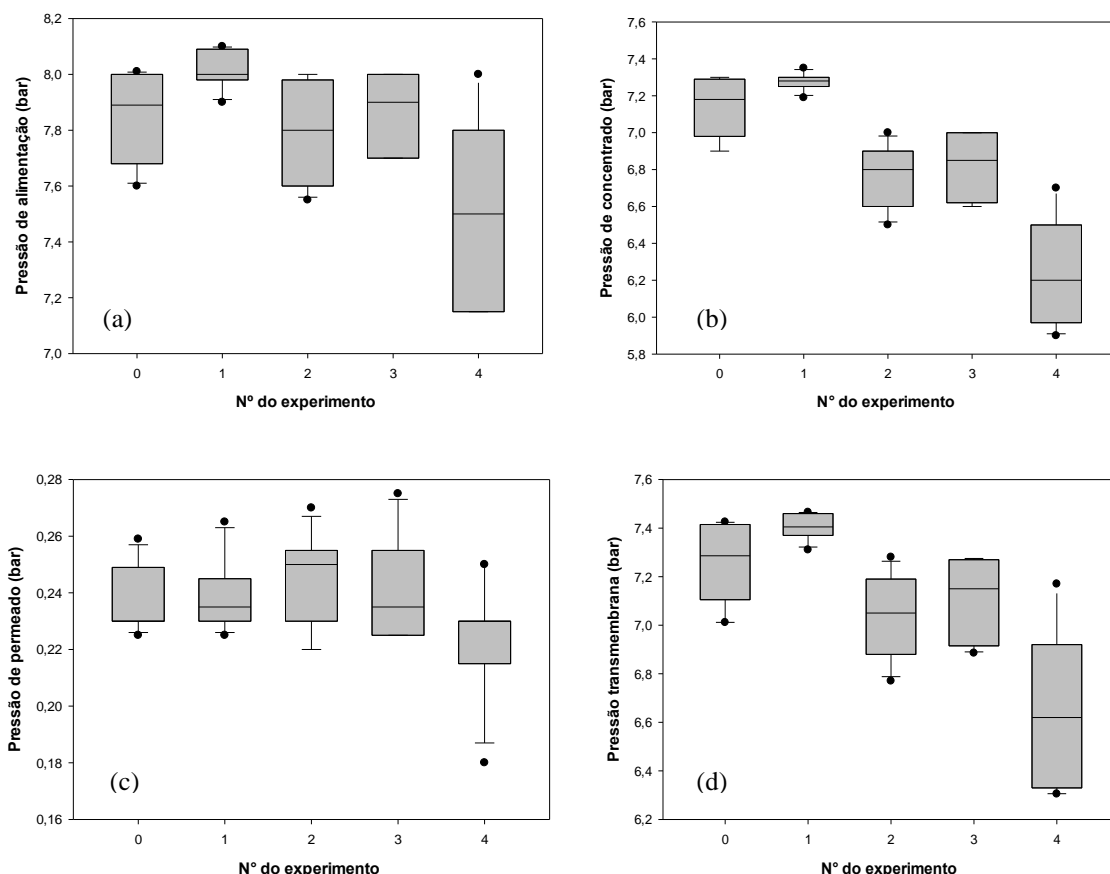 Pressão de alimentação (bar)
8,2
8,0
7,8
7,6
7,4
7,2
7,0
(a)
0 1 2 3 4
Nº do experimento
Pressão de concentrado (bar)
7,6
7,4
7,2
7,0
6,8
6,6
6,4
6,2
6,0
5,8
(b)
0 1 2 3 4
N° do experimento
Pressão de permeado (bar)
0,28
0,26
0,24
0,22
0,20
0,18
0,16
(c)
0 1 2 3 4
N° do experimento
Pressão transmembrana (bar)
7,6
7,4
7,2
7,0
6,8
6,6
6,4
6,2
(d)
0 1 2 3 4
N° do experimento